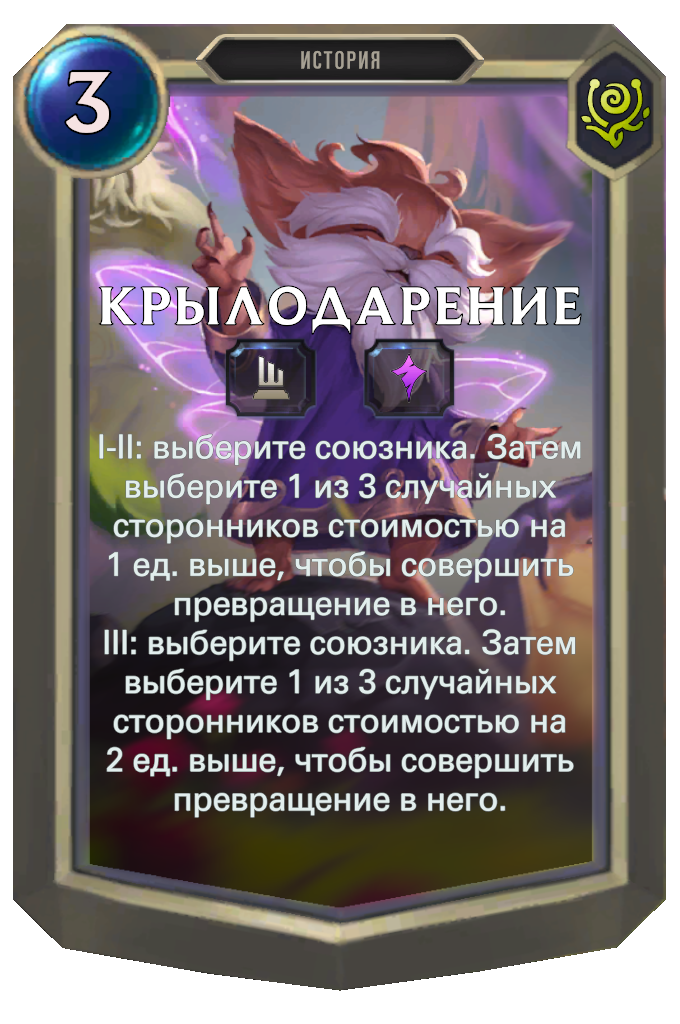 3
ИСТОРИЯ
КРЫЛОДАРЕНИЕ
I-II: выберите союзника. Затем
выберите 1 из 3 случайных
сторонников стоимостью на
1 ед. выше, чтобы совершить
превращение в него.
III: выберите союзника. Затем
выберите 1 из 3 случайных
сторонников стоимостью на
2 ед. выше, чтобы совершить
превращение в него.